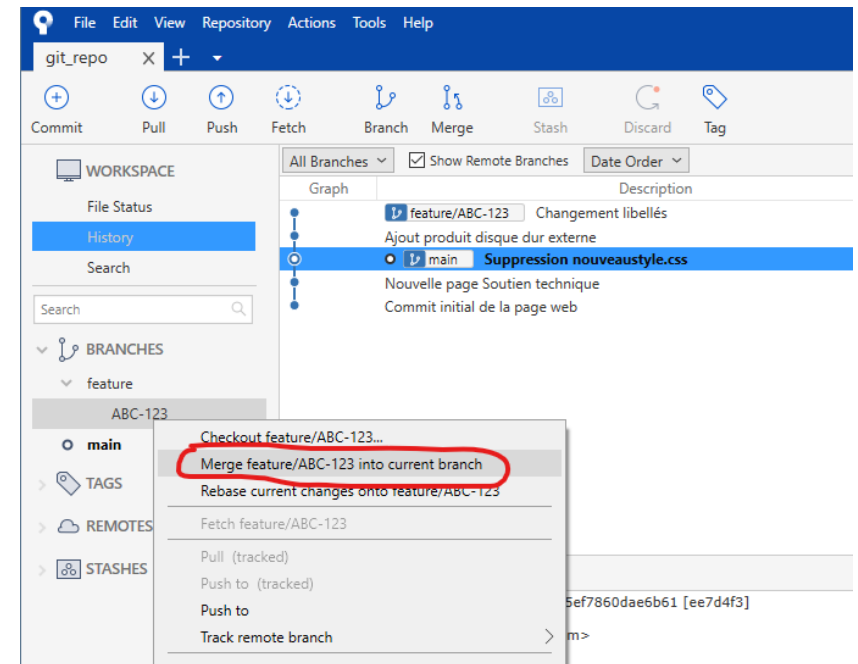 File Edit View Repository Actions Tools Help
git_repo
Commit Pull Push Fetch Branch Merge Stash Discard Tag
WORKSPACE
File Status
History
Search
Search
BRANCHES
feature
ABC-123
main
TAGS
REMOTES
STASHES
All Branches Show Remote Branches Date Order
Graph Description
feature/ABC-123 Changement libellés
Ajout produit disque dur externe
main Suppression nouveaustyle.css
Nouvelle page Soutien technique
Commit initial de la page web
Checkout feature/ABC-123...
Merge feature/ABC-123 into current branch
Rebase current changes onto feature/ABC-123
Fetch feature/ABC-123
Pull (tracked)
Push to (tracked)
Push to
Track remote branch
5ef7860dae6b61 [ee7d4f3]
m>